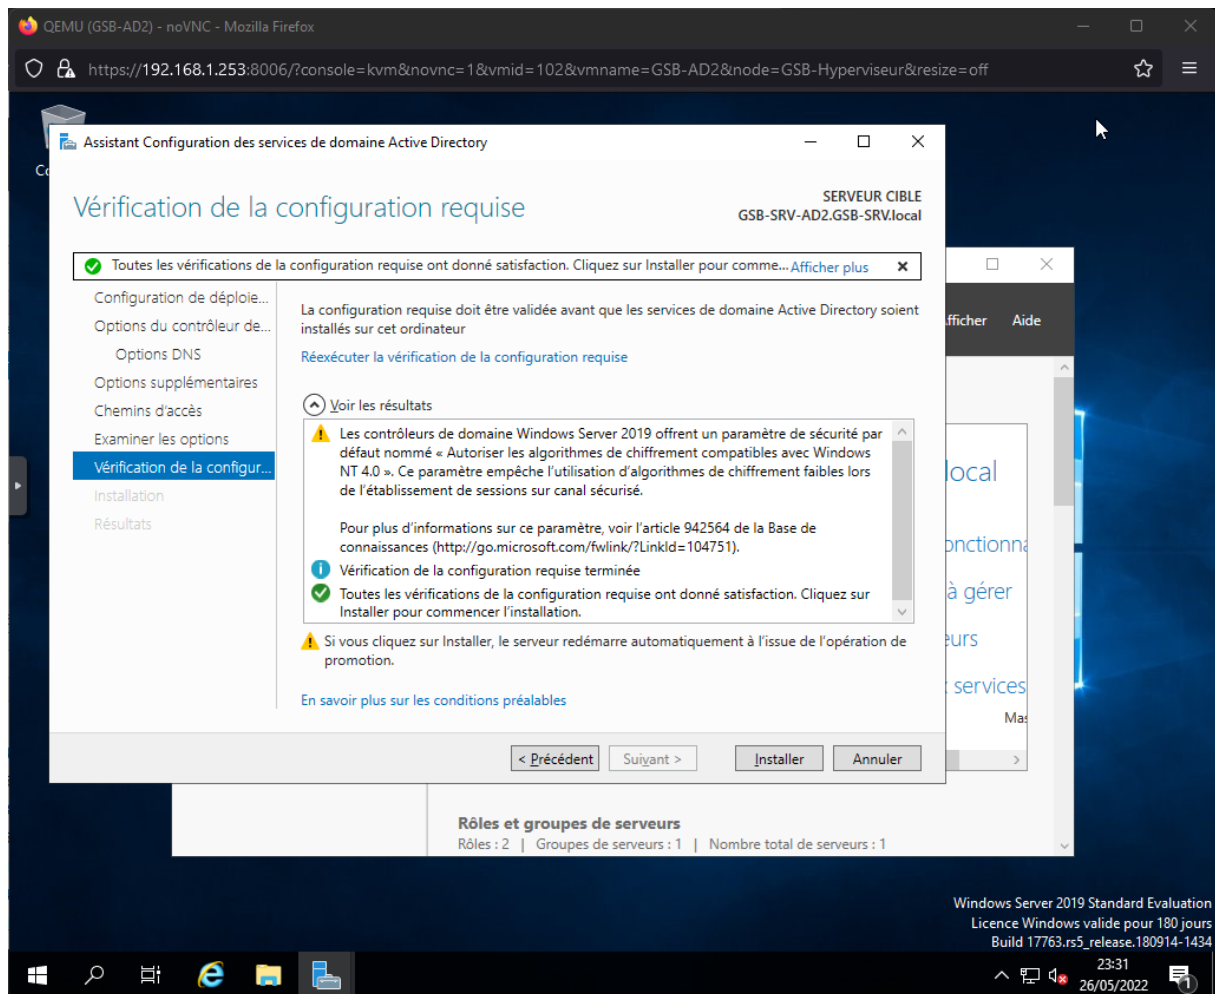 QEMU (GSB-AD2) - noVNC - Mozilla Firefox
https://192.168.1.253:8006/?console=kvm&novnc=1&vmid=102&vmname=GSB-AD2&node=GSB-Hyperviseur&resize=off
Assistant Configuration des services de domaine Active Directory
Vérification de la configuration requise
SERVEUR CIBLE
GSB-SRV-AD2.GSB-SRV.local
Toutes les vérifications de la configuration requise ont donné satisfaction. Cliquez sur Installer pour comme... Afficher plus
Configuration de déploie...
Options du contrôleur de...
Options DNS
Options supplémentaires
Chemins d'accès
Examiner les options
Vérification de la configur...
Installation
Résultats
La configuration requise doit être validée avant que les services de domaine Active Directory soient
installés sur cet ordinateur
Réexécuter la vérification de la configuration requise
Voir les résultats
Les contrôleurs de domaine Windows Server 2019 offrent un paramètre de sécurité par
défaut nommé « Autoriser les algorithmes de chiffrement compatibles avec Windows
NT 4.0 ». Ce paramètre empêche l'utilisation d'algorithmes de chiffrement faibles lors
de l'établissement de sessions sur canal sécurisé.
Pour plus d'informations sur ce paramètre, voir l'article 942564 de la Base de
connaissances (http://go.microsoft.com/fwlink/?LinkId=104751).
Vérification de la configuration requise terminée
Toutes les vérifications de la configuration requise ont donné satisfaction. Cliquez sur
Installer pour commencer l'installation.
Si vous cliquez sur Installer, le serveur redémarre automatiquement à l'issue de l'opération de
promotion.
En savoir plus sur les conditions préalables
< Précédent
Suivant >
Installer
Annuler
fficher Aide
local
onctionna
à gérer
eurs
services
Mas
Rôles et groupes de serveurs
Rôles : 2 | Groupes de serveurs : 1 | Nombre total de serveurs : 1
Windows Server 2019 Standard Evaluation
Licence Windows valide pour 180 jours
Build 17763.rs5_release.180914-1434
23:31
26/05/2022
1